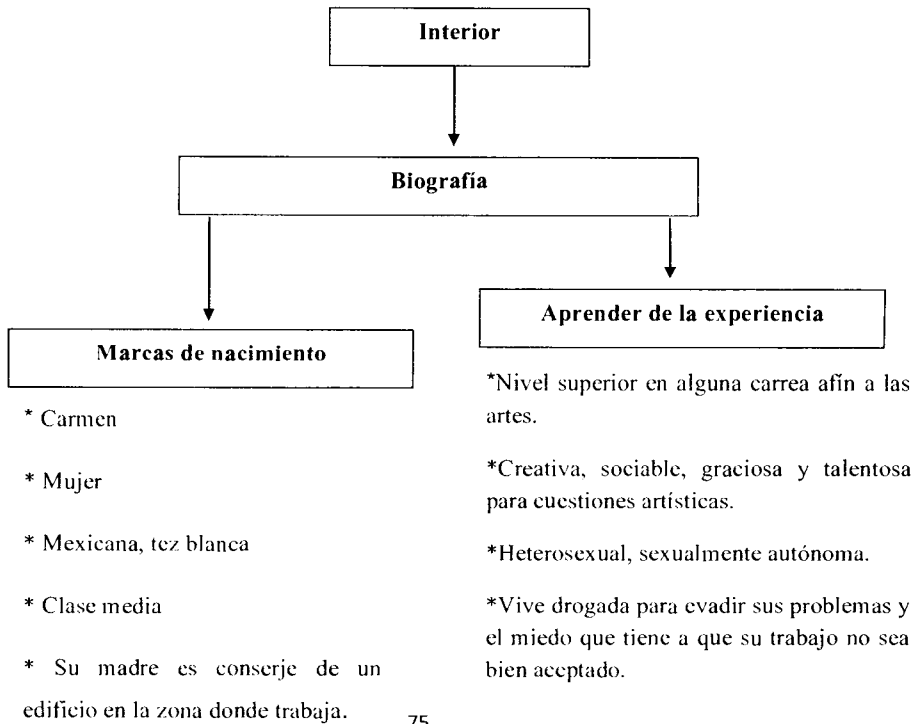 Interior
Biografía
Marcas de nacimiento
* Carmen
* Mujer
* Mexicana, tez blanca
* Clase media
* Su madre es conserje de un
edificio en la zona donde trabaja.
Aprender de la experiencia
*Nivel superior en alguna carrea afín a las
artes.
*Creativa, sociable, graciosa y talentosa
para cuestiones artísticas.
*Heterosexual, sexualmente autónoma.
*Vive drogada para evadir sus problemas y
el miedo que tiene a que su trabajo no sea
bien aceptado.
75